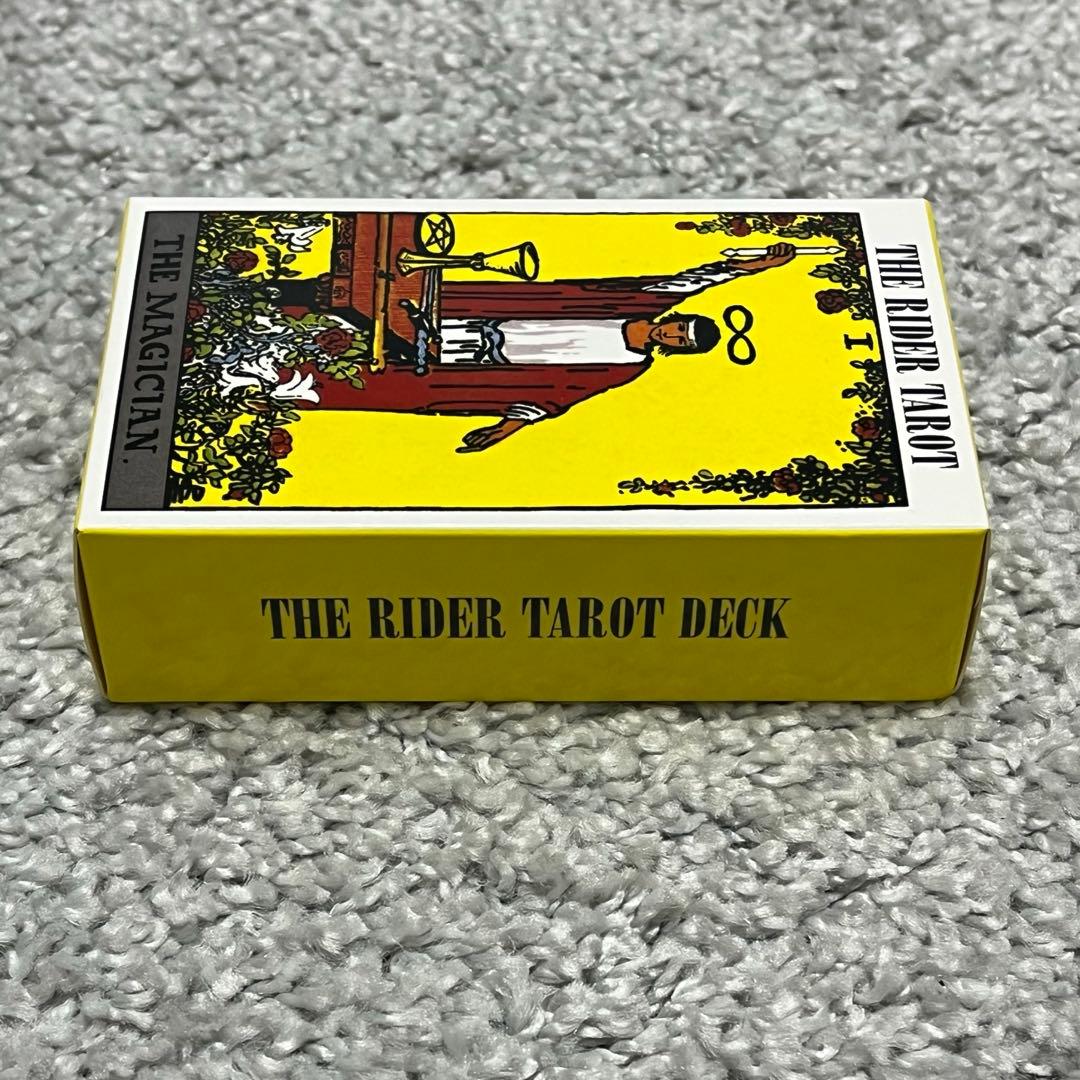 THE RIDER TAROT
I
THE MAGICIAN.
THE RIDER TAROT DECK